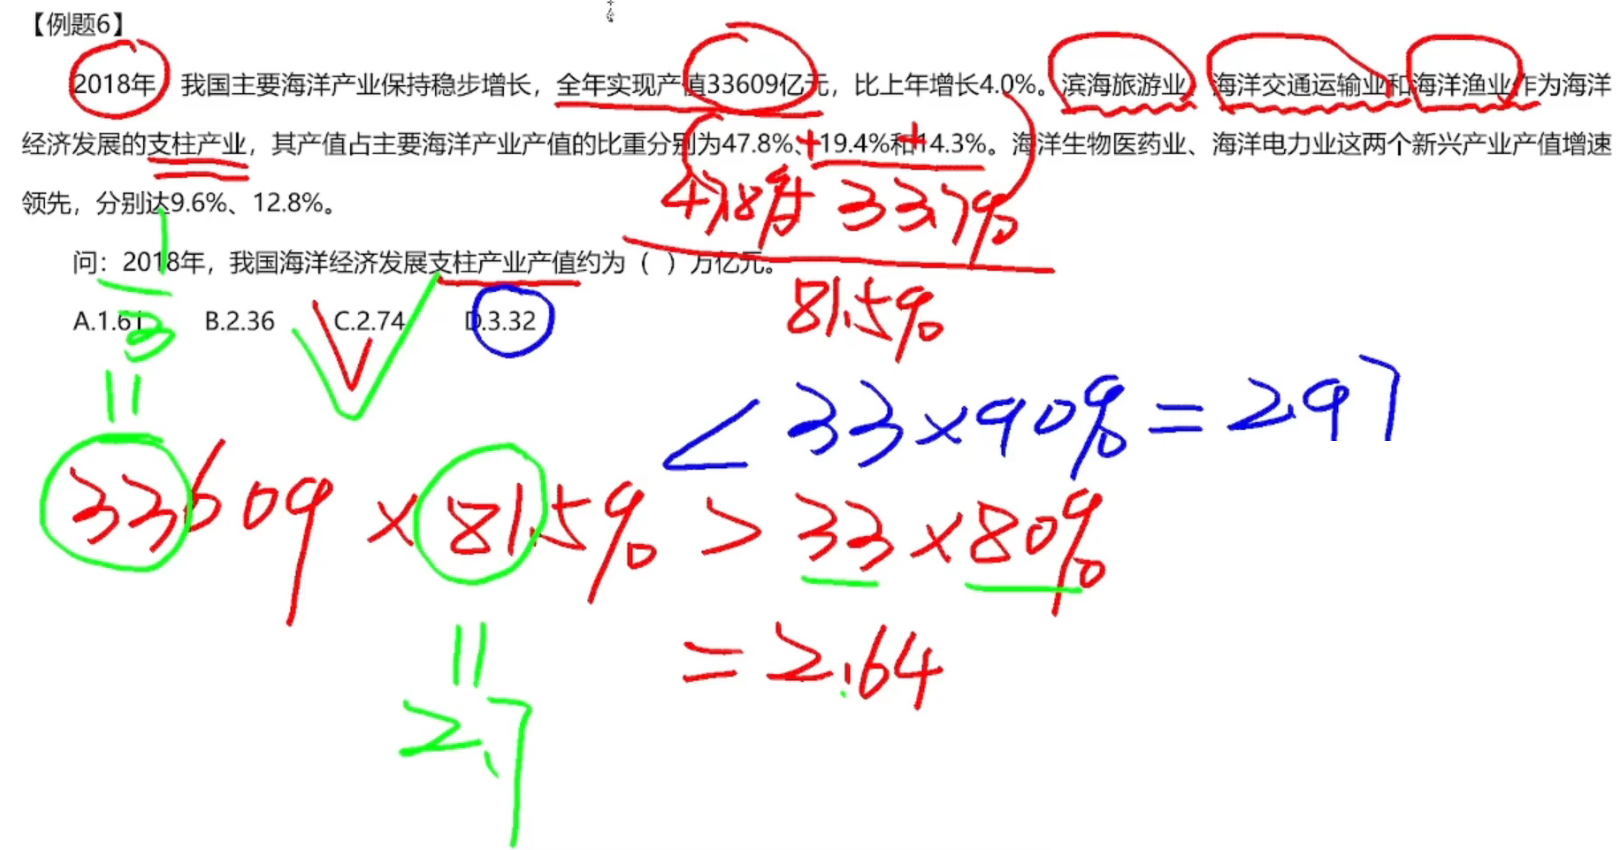 【例题6】
2018年，我国主要海洋产业保持稳步增长，全年实现产值33609亿元，比上年增长4.0%。滨海旅游业、海洋交通运输业和海洋渔业作为海洋
经济发展的支柱产业，其产值占主要海洋产业产值的比重分别为47.8%、19.4%和14.3%。海洋生物医药业、海洋电力业这两个新兴产业产值增速
+ +
领先，分别达9.6%、12.8%。
47.8%+ 33.7%
问：2018年，我国海洋经济发展支柱产业产值约为（ ）万亿元。
81.5%
A.1.61 B.2.36 C.2.74 D.3.32
1
3
=
< 33×90% = 2.97
33609 × 81.5% > 33×80%
= 2.64
=
2.7